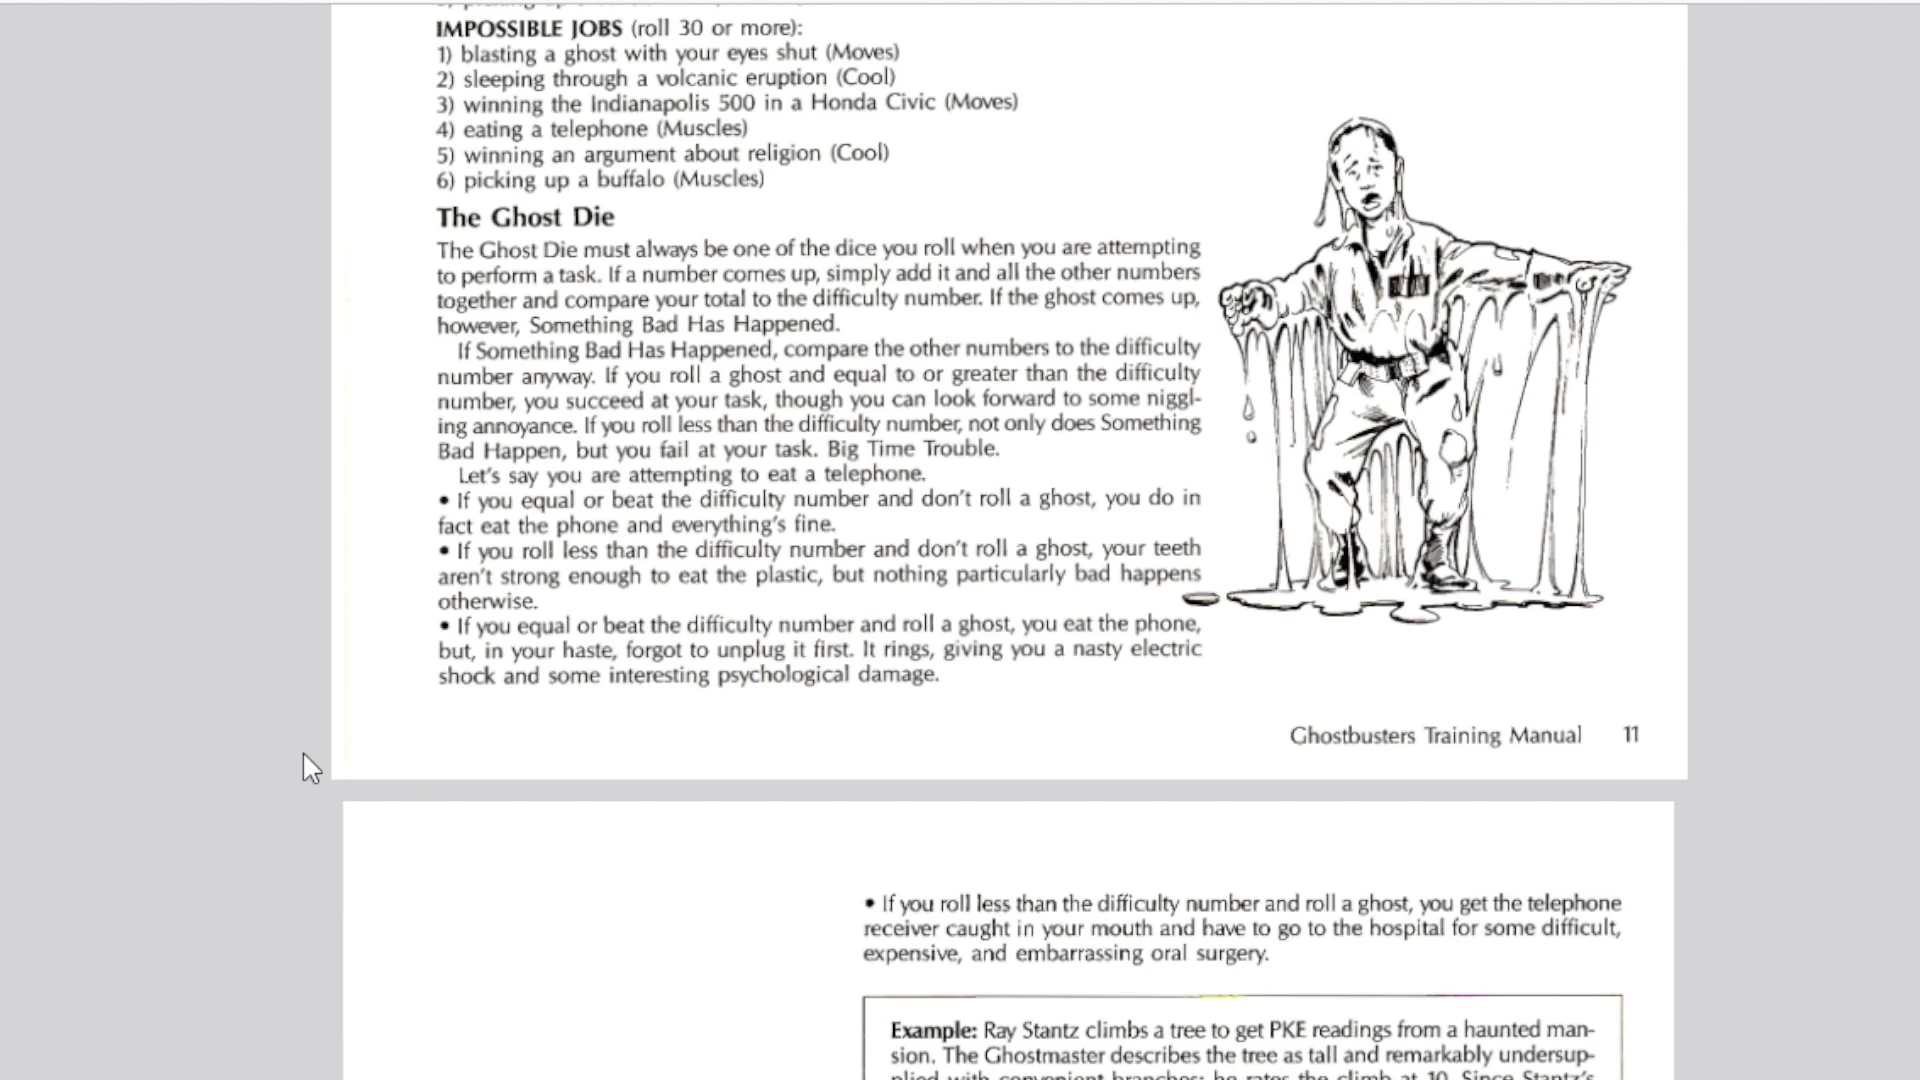 IMPOSSIBLE JOBS (roll 30 or more):
1) blasting a ghost with your eyes shut (Moves)
2) sleeping through a volcanic eruption (Cool)
3) winning the Indianapolis 500 in a Honda Civic (Moves)
4) eating a telephone (Muscles)
5) winning an argument about religion (Cool)
6) picking up a buffalo (Muscles)
The Ghost Die
The Ghost Die must always be one of the dice you roll when you are attempting
to perform a task. If a number comes up, simply add it and all the other numbers
together and compare your total to the difficulty number. If the ghost comes up,
however, Something Bad Has Happened.
If Something Bad Has Happened, compare the other numbers to the difficulty
number anyway. If you roll a ghost and equal to or greater than the difficulty
number, you succeed at your task, though you can look forward to some niggl-
ing annoyance. If you roll less than the difficulty number, not only does Something
Bad Happen, but you fail at your task. Big Time Trouble.
Let's say you are attempting to eat a telephone.
• If you equal or beat the difficulty number and don't roll a ghost, you do in
fact eat the phone and everything's fine.
• If you roll less than the difficulty number and don't roll a ghost, your teeth
aren't strong enough to eat the plastic, but nothing particularly bad happens
otherwise.
• If you equal or beat the difficulty number and roll a ghost, you eat the phone,
but, in your haste, forgot to unplug it first. It rings, giving you a nasty electric
shock and some interesting psychological damage.
Ghostbusters Training Manual 11
• If you roll less than the difficulty number and roll a ghost, you get the telephone
receiver caught in your mouth and have to go to the hospital for some difficult,
expensive, and embarrassing oral surgery.
Example: Ray Stantz climbs a tree to get PKE readings from a haunted man-
sion. The Ghostmaster describes the tree as tall and remarkably undersup-
plied with convenient branches; he rates the climb at 10. Since Stantz's